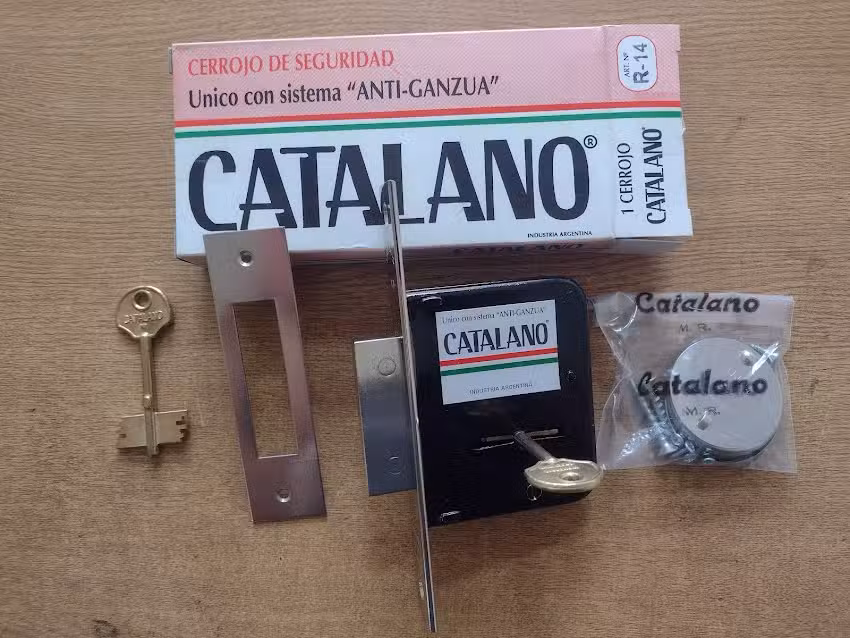 CERROJO DE SEGURIDAD
Unico con sistema "ANTI-GANZUA"
CATALANO®
INDUSTRIA ARGENTINA
ART. Nº
R-14
1 CERROJO
CATALANO®
CATALANO
Unico con sistema "ANTI-GANZUA"
CATALANO®
INDUSTRIA ARGENTINA
Catalano
M. R.
Catalano
M. R.